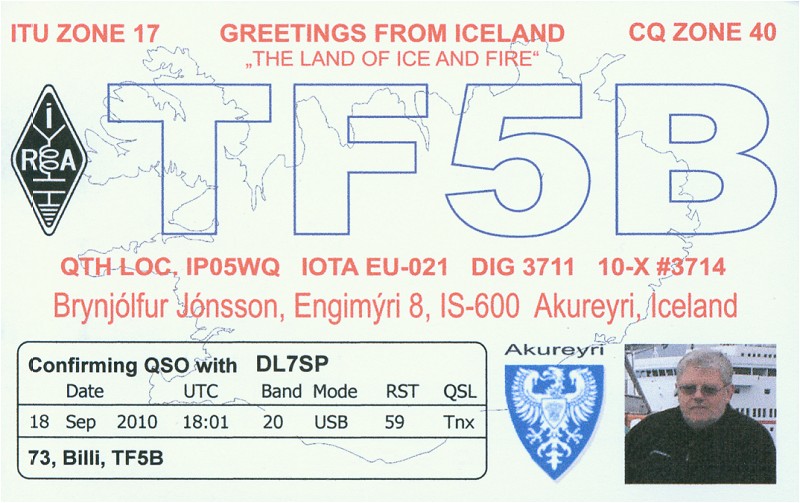 ITU ZONE 17 GREETINGS FROM ICELAND CQ ZONE 40
„THE LAND OF ICE AND FIRE“
TF5B
i
R A
QTH LOC, IP05WQ IOTA EU-021 DIG 3711 10-X #3714
Brynjólfur Jónsson, Engimýri 8, IS-600 Akureyri, Iceland
Confirming QSO with DL7SP
Date UTC Band Mode RST QSL
18 Sep 2010 18:01 20 USB 59 Tnx
73, Billi, TF5B
Akureyri